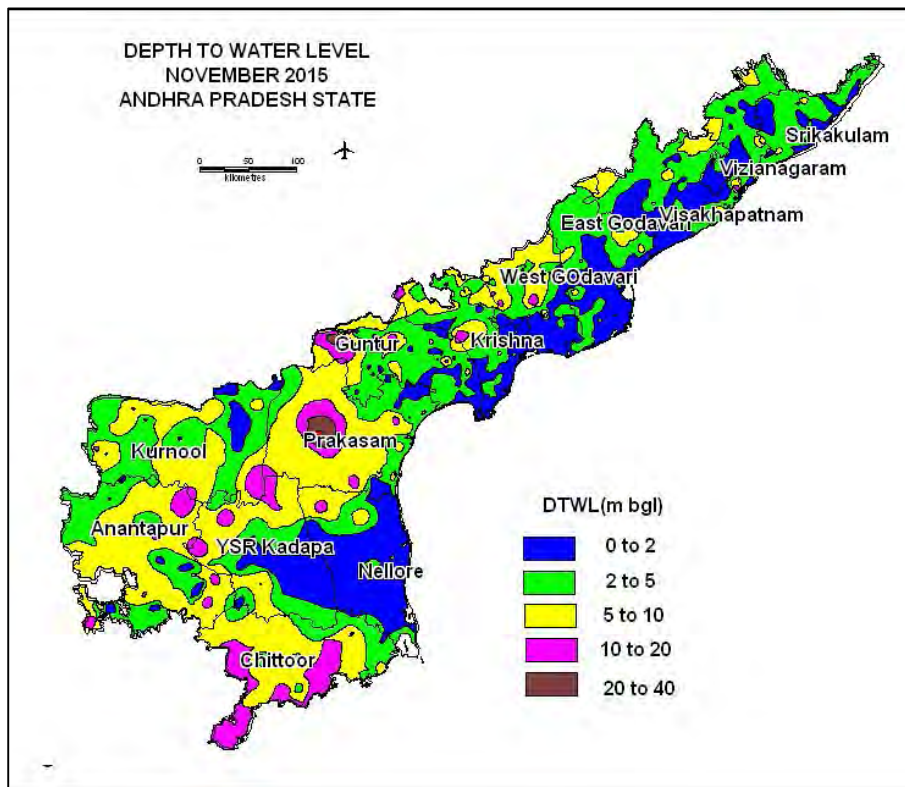 DEPTH TO WATER LEVEL
NOVEMBER 2015
ANDHRA PRADESH STATE
0 50 100
kilometres
Srikakulam
Vizianagaram
Visakhapatnam
East Godavari
West GOdavari
Krishna
Guntur
Prakasam
Kurnool
Anantapur
YSR Kadapa
Nellore
Chittoor
DTWL(m bgl)
0 to 2
2 to 5
5 to 10
10 to 20
20 to 40